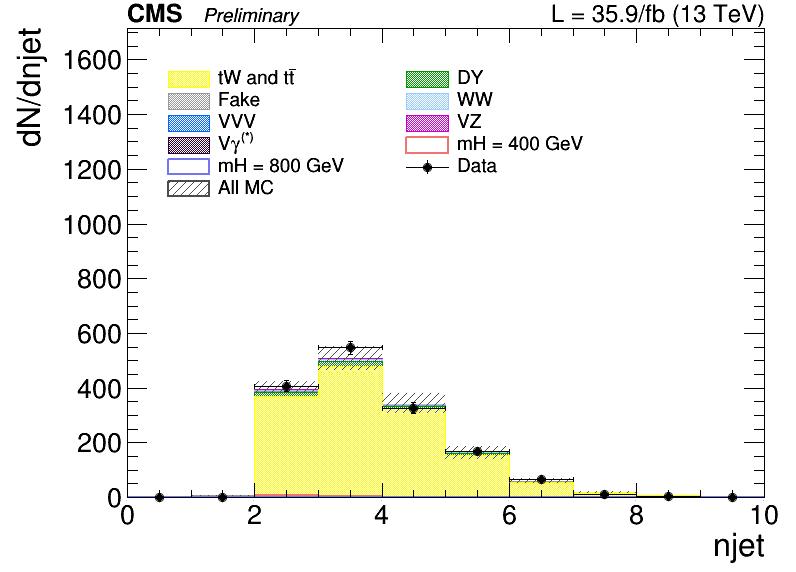 CMS Preliminary L = 35.9/fb (13 TeV)
dN/dnjet
1600
1400
1200
1000
800
600
400
200
0
tW and tt̅ DY
Fake WW
VVV VZ
Vγ(*) mH = 400 GeV
mH = 800 GeV Data
All MC
0 2 4 6 8 10
njet